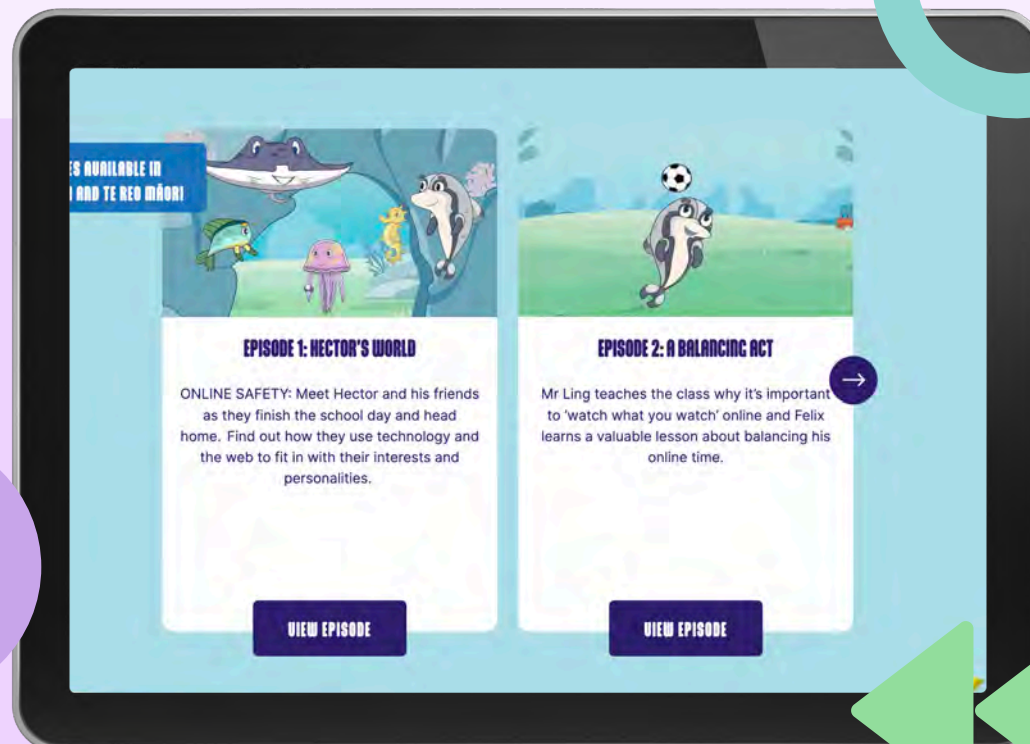 ES AVAILABLE IN
AND TE REO MĀORI
EPISODE 1: HECTOR'S WORLD
ONLINE SAFETY: Meet Hector and his friends
as they finish the school day and head
home. Find out how they use technology and
the web to fit in with their interests and
personalities.
VIEW EPISODE
EPISODE 2: A BALANCING ACT
Mr Ling teaches the class why it's important
to ‘watch what you watch’ online and Felix
learns a valuable lesson about balancing his
online time.
VIEW EPISODE